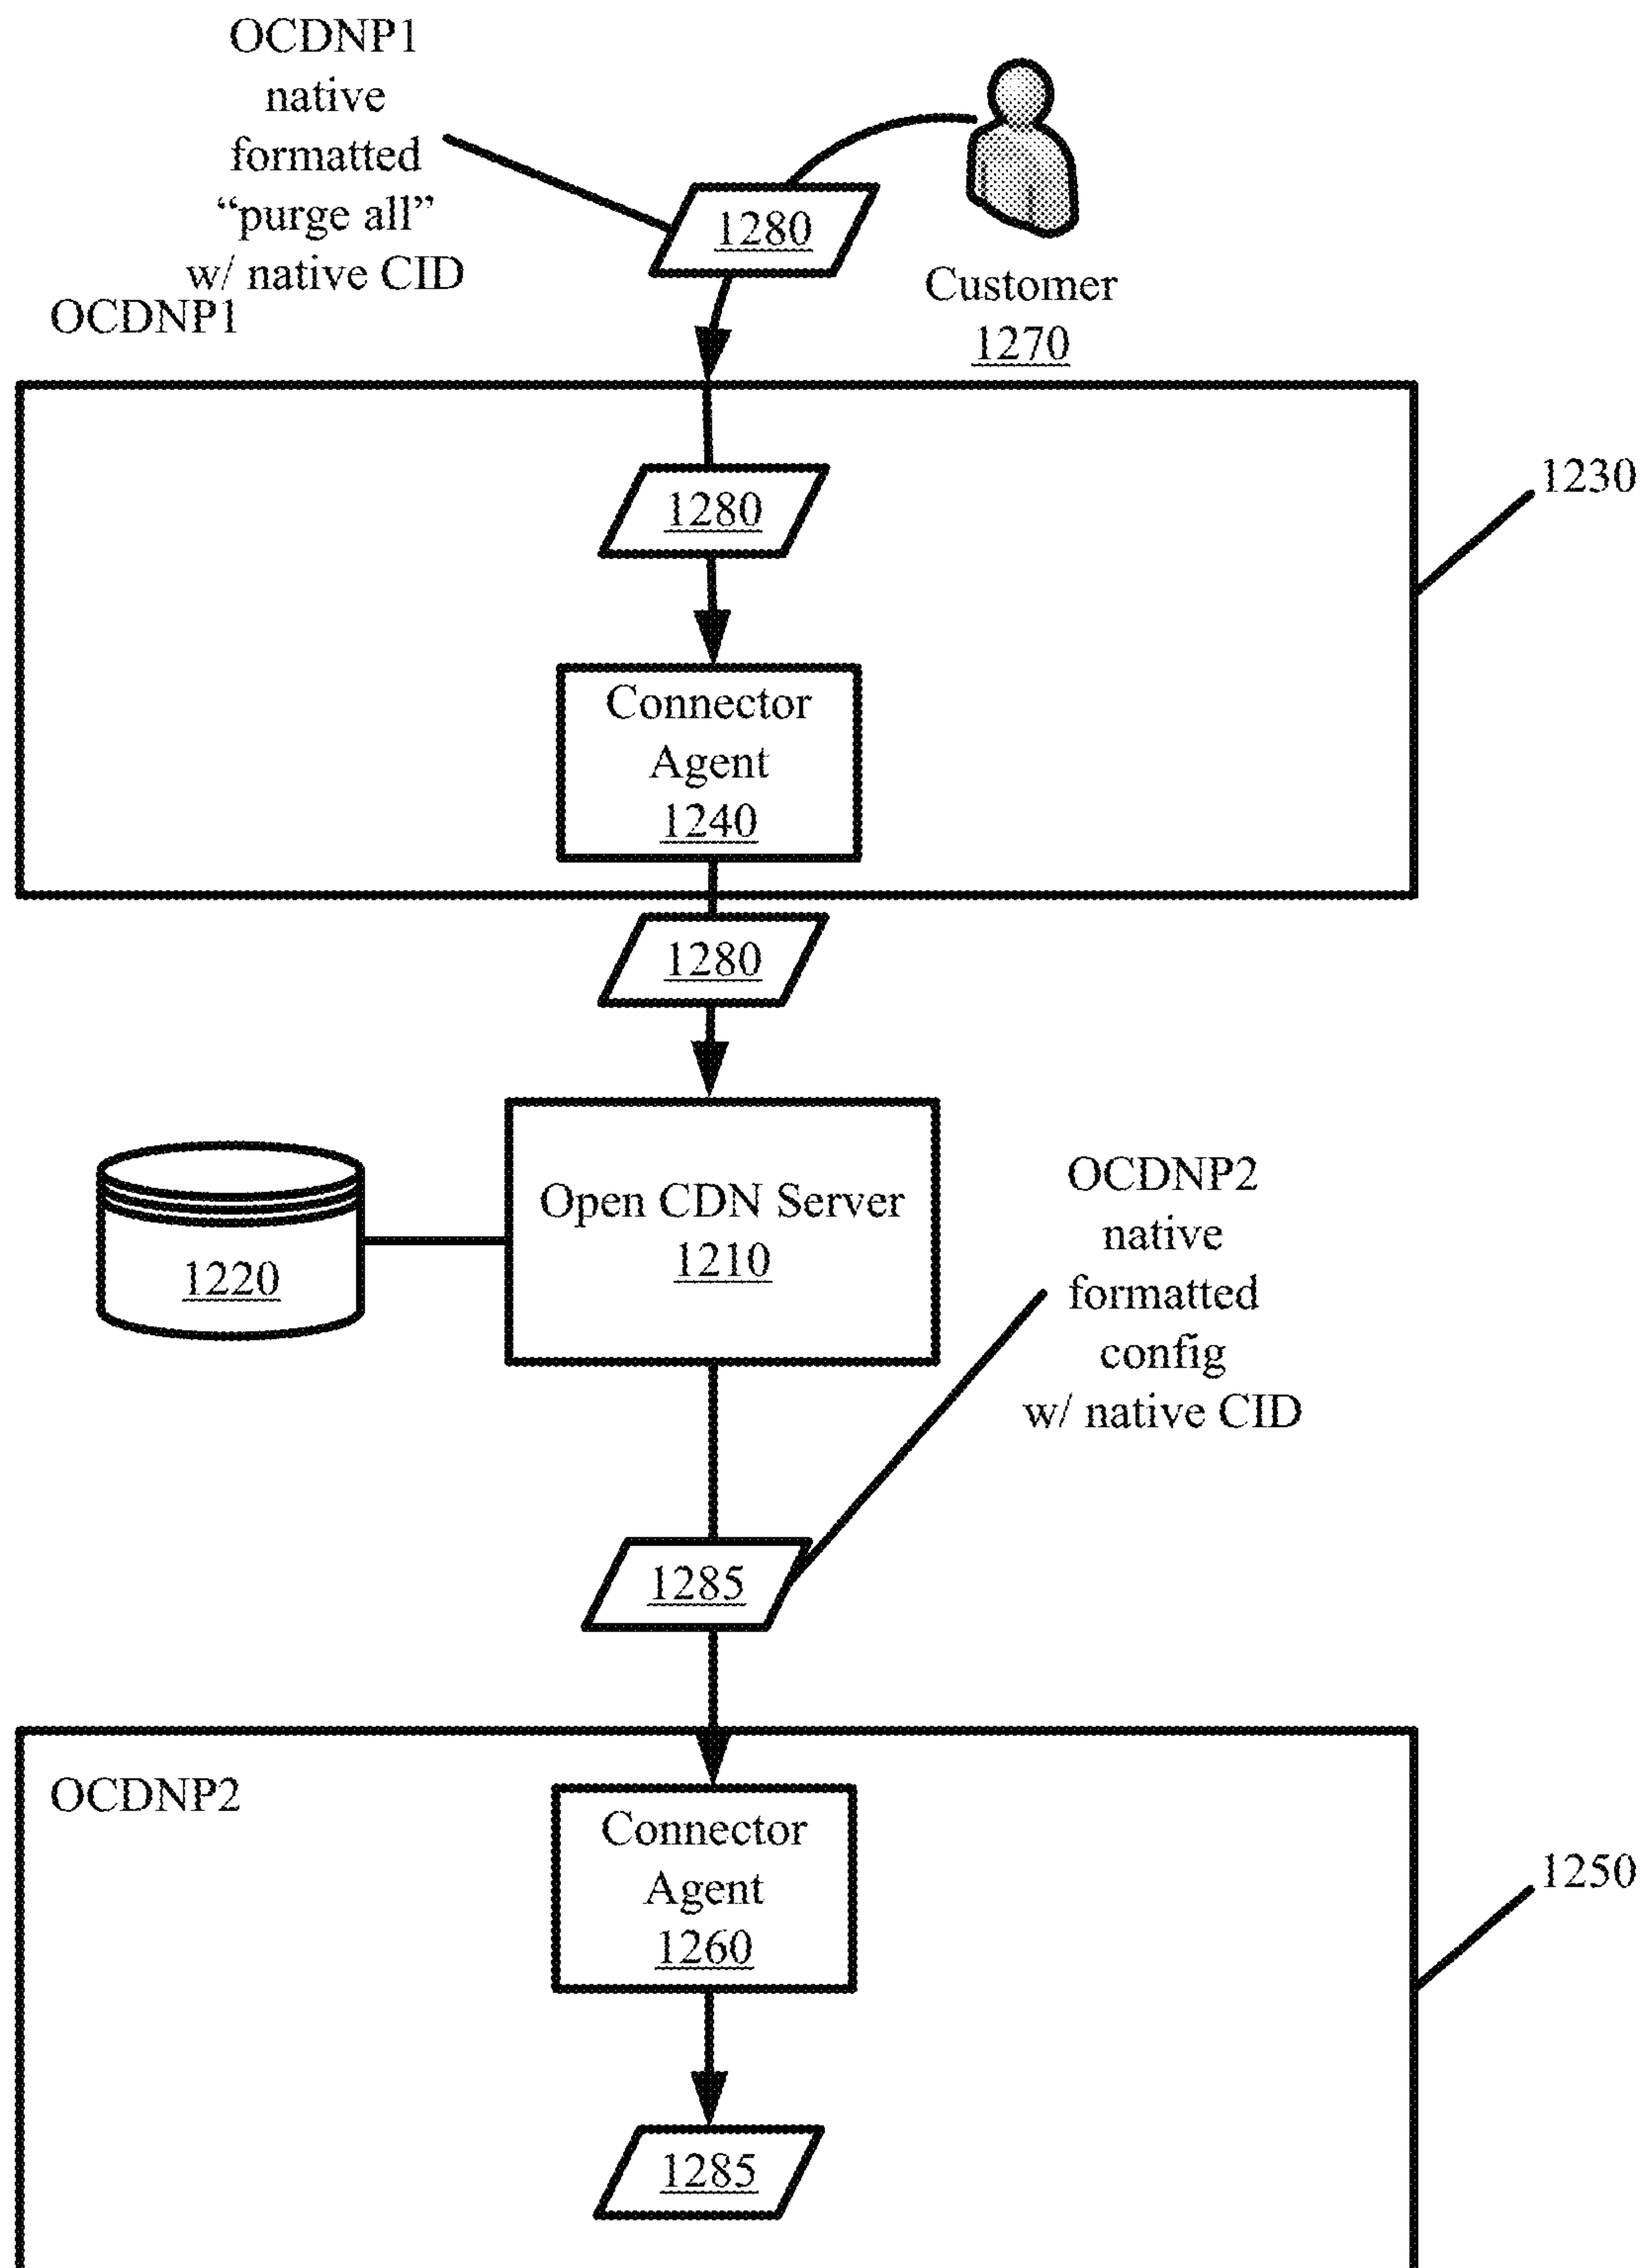 OCDNP1
native
formatted
“purge all”
w/ native CID
1280
Customer
1270
OCDNP1
1280
1230
Connector
Agent
1240
1280
Open CDN Server
1210
1220
OCDNP2
native
formatted
config
w/ native CID
1285
OCDNP2
Connector
Agent
1260
1250
1285